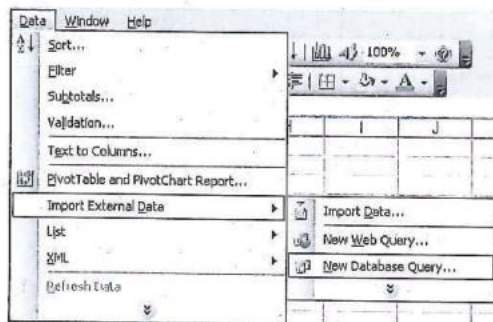 Data Window Help
Sort...
Filter
Subtotals...
Validation...
Text to Columns...
PivotTable and PivotChart Report...
Import External Data
List
XML
Refresh Data
100%
A
I J
Import Data...
New Web Query...
New Database Query...